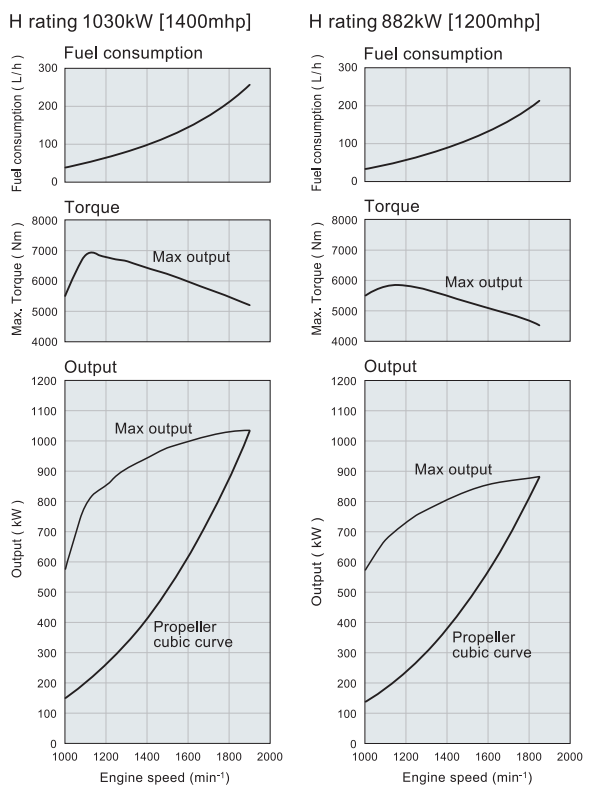 H rating 1030kW [1400mhp]
Fuel consumption
Fuel consumption ( L/h )
300
200
100
0
Torque
Max. Torque ( Nm )
8000
7000
6000
5000
4000
Max output
Output
Output ( kW )
1200
1100
1000
900
800
700
600
500
400
300
200
100
0
Max output
Propeller
cubic curve
1000 1200 1400 1600 1800 2000
Engine speed (min-1)
H rating 882kW [1200mhp]
Fuel consumption
Fuel consumption ( L/h )
300
200
100
0
Torque
Max. Torque ( Nm )
8000
7000
6000
5000
4000
Max output
Output
Output ( kW )
1200
1100
1000
900
800
700
600
500
400
300
200
100
0
Max output
Propeller
cubic curve
1000 1200 1400 1600 1800 2000
Engine speed (min-1)